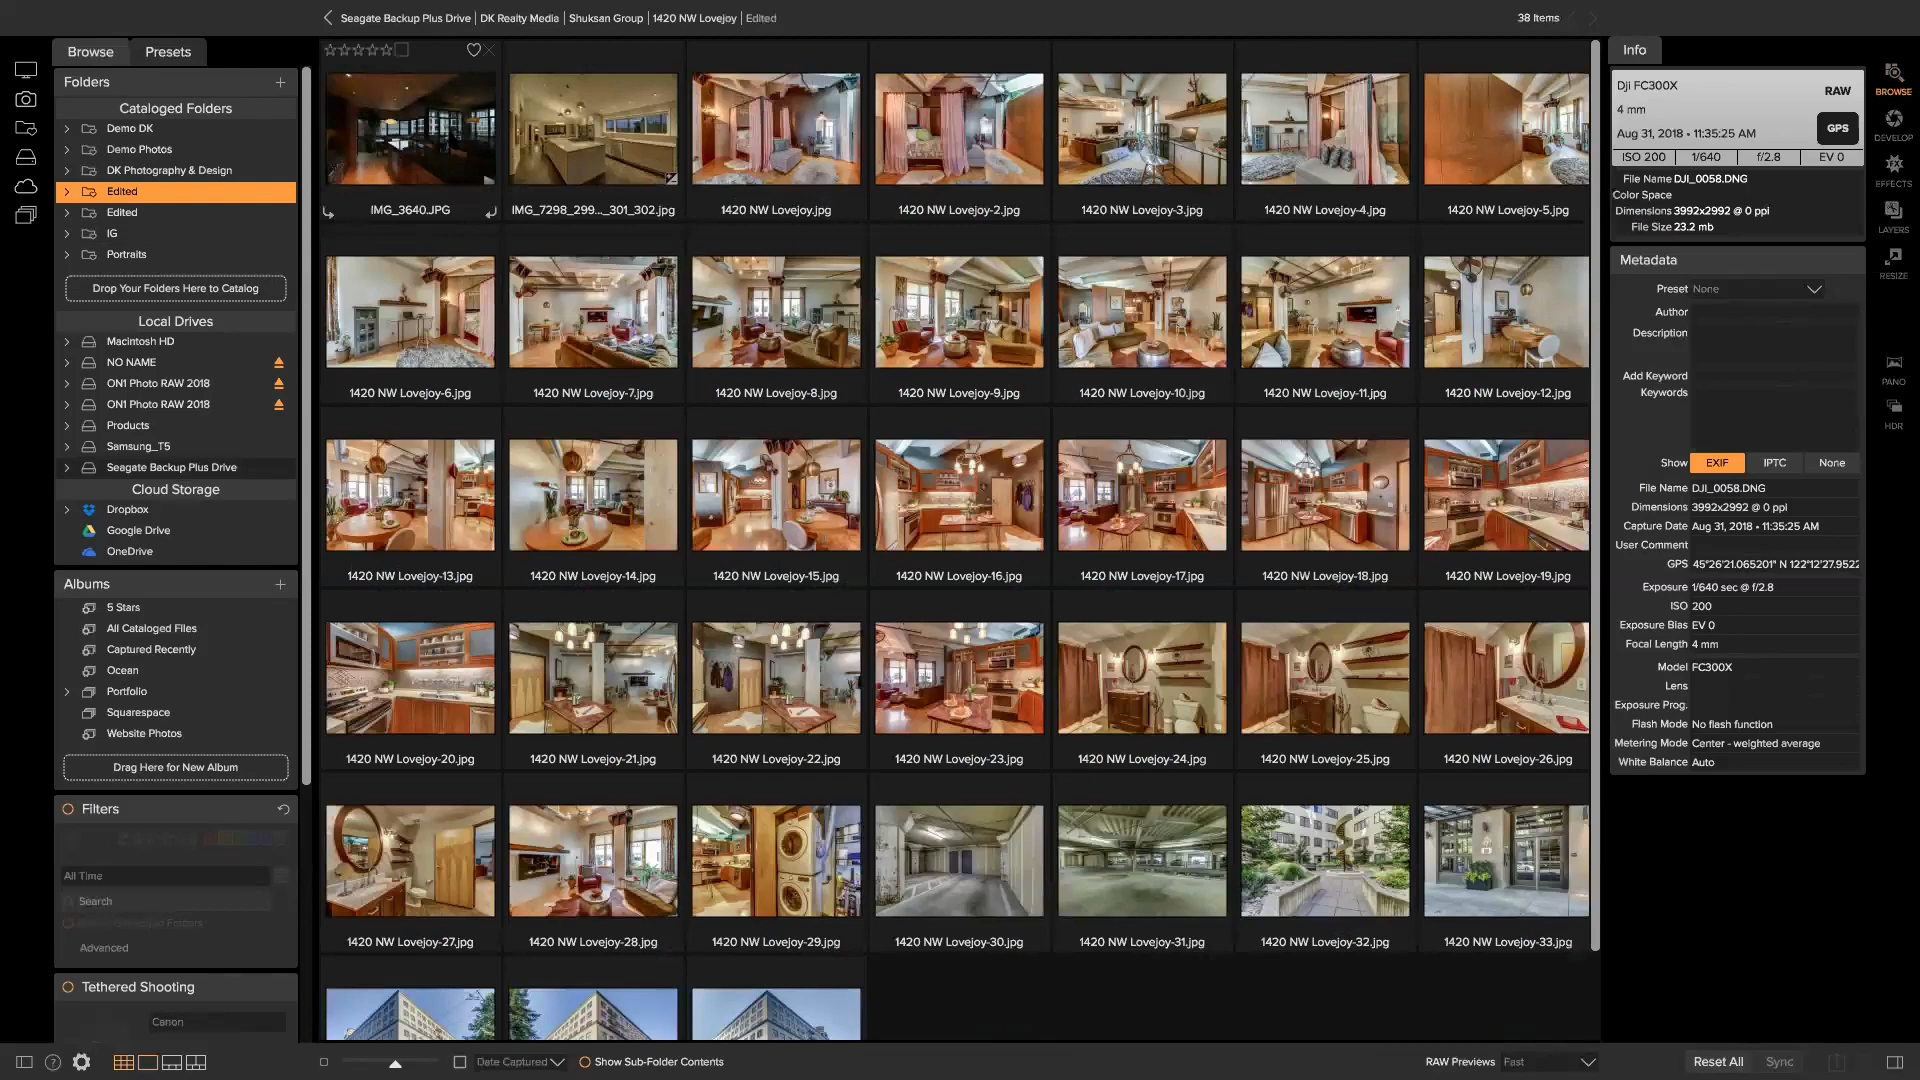 Seagate Backup Plus Drive | DK Realty Media | Shuksan Group | 1420 NW Lovejoy | Edited
38 Items
Browse
Presets
Folders
Cataloged Folders
Demo DK
Demo Photos
DK Photography & Design
Edited
Edited
IG
Portraits
Drop Your Folders Here to Catalog
Local Drives
Macintosh HD
NO NAME
ON1 Photo RAW 2018
ON1 Photo RAW 2018
Products
Samsung_T5
Seagate Backup Plus Drive
Cloud Storage
Dropbox
Google Drive
OneDrive
Albums
5 Stars
All Cataloged Files
Captured Recently
Ocean
Portfolio
Squarespace
Website Photos
Drag Here for New Album
Filters
All Time
Search
Advanced
Tethered Shooting
Canon
IMG_3640.JPG
IMG_7298_299..._301_302.jpg
1420 NW Lovejoy.jpg
1420 NW Lovejoy-2.jpg
1420 NW Lovejoy-3.jpg
1420 NW Lovejoy-4.jpg
1420 NW Lovejoy-5.jpg
1420 NW Lovejoy-6.jpg
1420 NW Lovejoy-7.jpg
1420 NW Lovejoy-8.jpg
1420 NW Lovejoy-9.jpg
1420 NW Lovejoy-10.jpg
1420 NW Lovejoy-11.jpg
1420 NW Lovejoy-12.jpg
1420 NW Lovejoy-13.jpg
1420 NW Lovejoy-14.jpg
1420 NW Lovejoy-15.jpg
1420 NW Lovejoy-16.jpg
1420 NW Lovejoy-17.jpg
1420 NW Lovejoy-18.jpg
1420 NW Lovejoy-19.jpg
1420 NW Lovejoy-20.jpg
1420 NW Lovejoy-21.jpg
1420 NW Lovejoy-22.jpg
1420 NW Lovejoy-23.jpg
1420 NW Lovejoy-24.jpg
1420 NW Lovejoy-25.jpg
1420 NW Lovejoy-26.jpg
1420 NW Lovejoy-27.jpg
1420 NW Lovejoy-28.jpg
1420 NW Lovejoy-29.jpg
1420 NW Lovejoy-30.jpg
1420 NW Lovejoy-31.jpg
1420 NW Lovejoy-32.jpg
1420 NW Lovejoy-33.jpg
Info
Dji FC300X
RAW
4 mm
Aug 31, 2018 • 11:35:25 AM
GPS
ISO 200 | 1/640 | f/2.8 | EV 0
File Name DJI_0058.DNG
Color Space
Dimensions 3992x2992 @ 0 ppi
File Size 23.2 mb
Metadata
Preset None
Author
Description
Add Keyword
Keywords
Show EXIF IPTC None
File Name DJI_0058.DNG
Dimensions 3992x2992 @ 0 ppi
Capture Date Aug 31, 2018 • 11:35:25 AM
User Comment
GPS 45°26'21.065201" N 122°12'27.9522
Exposure 1/640 sec @ f/2.8
ISO 200
Exposure Bias EV 0
Focal Length 4 mm
Model FC300X
Lens
Exposure Prog.
Flash Mode No flash function
Metering Mode Center - weighted average
White Balance Auto
BROWSE
DEVELOP
EFFECTS
LAYERS
RESIZE
PANO
HDR
?
Date Captured
Show Sub-Folder Contents
RAW Previews Fast
Reset All
Sync